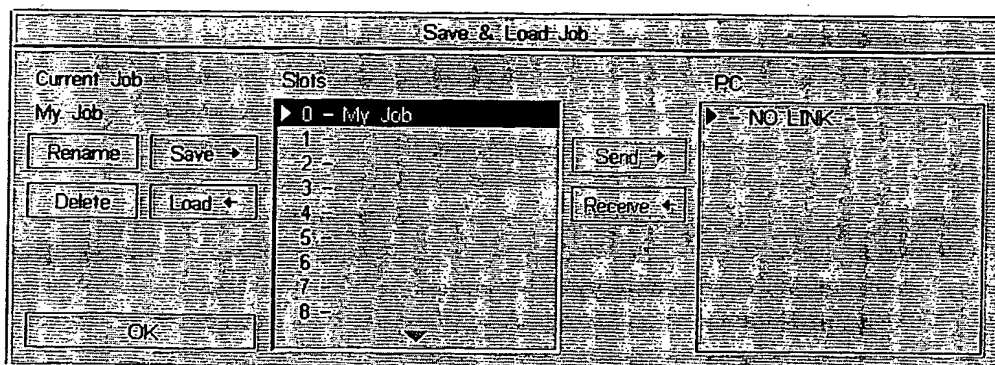 Save & Load Job
Current Job
My Job
Rename
Save →
Delete
Load ←
OK
Slots
▶ 0 - My Job
1 -
2 -
3 -
4 -
5 -
6 -
7 -
8 -
Send →
Receive ←
PC
▶ - NO LINK -